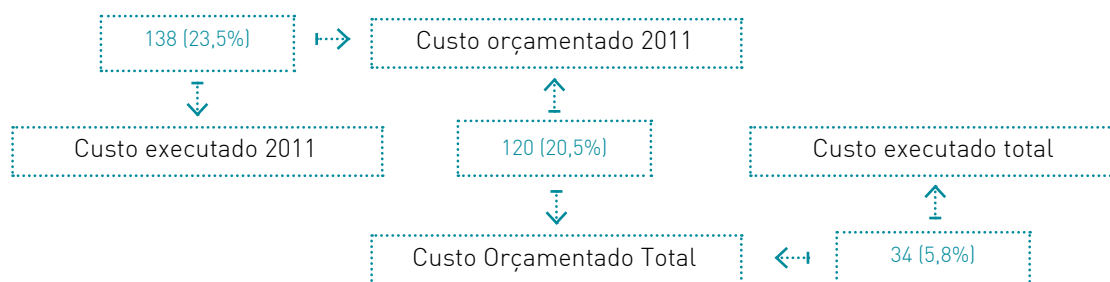 138 (23,5%)
Custo orçamentado 2011
Custo executado 2011
120 (20,5%)
Custo executado total
Custo Orçamentado Total
34 (5,8%)